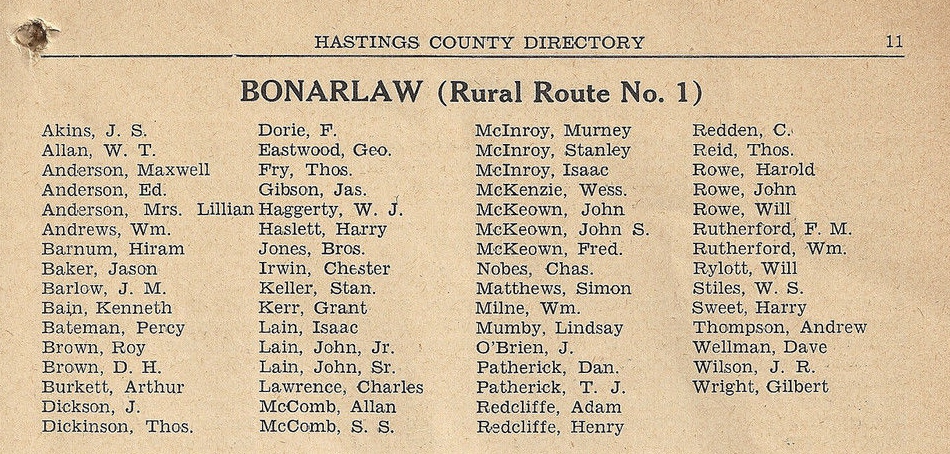 HASTINGS COUNTY DIRECTORY 11
BONARLAW (Rural Route No. 1)
Akins, J. S.
Allan, W. T.
Anderson, Maxwell
Anderson, Ed.
Anderson, Mrs. Lillian
Andrews, Wm.
Barnum, Hiram
Baker, Jason
Barlow, J. M.
Bain, Kenneth
Bateman, Percy
Brown, Roy
Brown, D. H.
Burkett, Arthur
Dickson, J.
Dickinson, Thos.
Dorie, F.
Eastwood, Geo.
Fry, Thos.
Gibson, Jas.
Haggerty, W. J.
Haslett, Harry
Jones, Bros.
Irwin, Chester
Keller, Stan.
Kerr, Grant
Lain, Isaac
Lain, John, Jr.
Lain, John, Sr.
Lawrence, Charles
McComb, Allan
McComb, S. S.
McInroy, Murney
McInroy, Stanley
McInroy, Isaac
McKenzie, Wess.
McKeown, John
McKeown, John S.
McKeown, Fred.
Nobes, Chas.
Matthews, Simon
Milne, Wm.
Mumby, Lindsay
O'Brien, J.
Patherick, Dan.
Patherick, T. J.
Redcliffe, Adam
Redcliffe, Henry
Redden, C.
Reid, Thos.
Rowe, Harold
Rowe, John
Rowe, Will
Rutherford, F. M.
Rutherford, Wm.
Rylott, Will
Stiles, W. S.
Sweet, Harry
Thompson, Andrew
Wellman, Dave
Wilson, J. R.
Wright, Gilbert